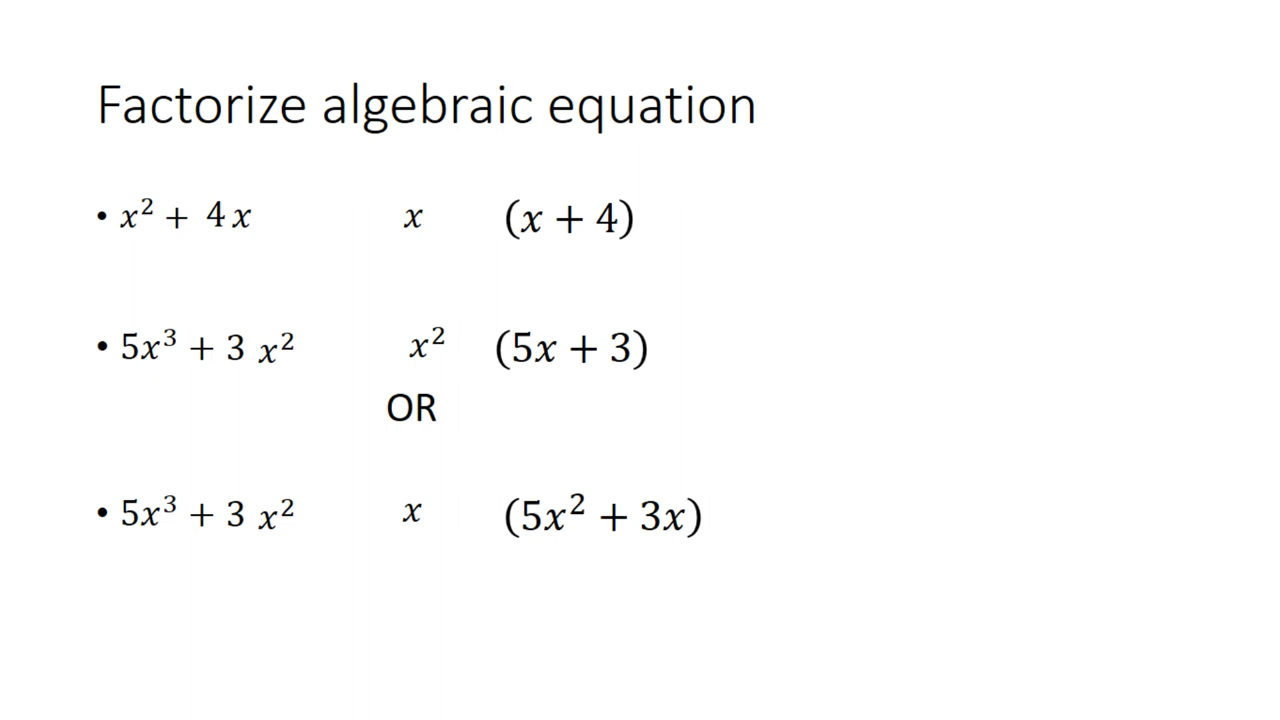 Factorize algebraic equation
• x² + 4x x (x + 4)
• 5x³ + 3 x² x² (5x + 3)
OR
• 5x³ + 3 x² x (5x² + 3x)